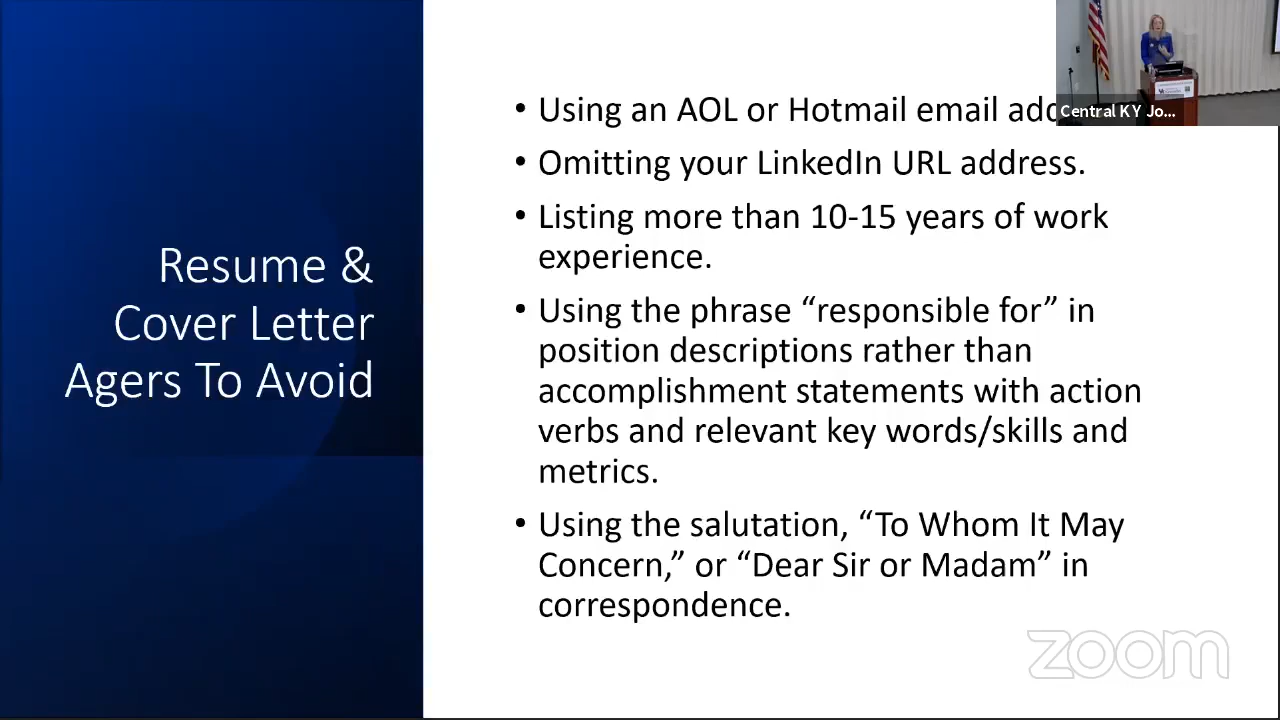 Resume &
Cover Letter
Agers To Avoid
• Using an AOL or Hotmail email
• Omitting your LinkedIn URL address.
• Listing more than 10-15 years of work
experience.
• Using the phrase “responsible for” in
position descriptions rather than
accomplishment statements with action
verbs and relevant key words/skills and
metrics.
• Using the salutation, “To Whom It May
Concern,” or “Dear Sir or Madam” in
correspondence.
Central KY Jo...
zoom